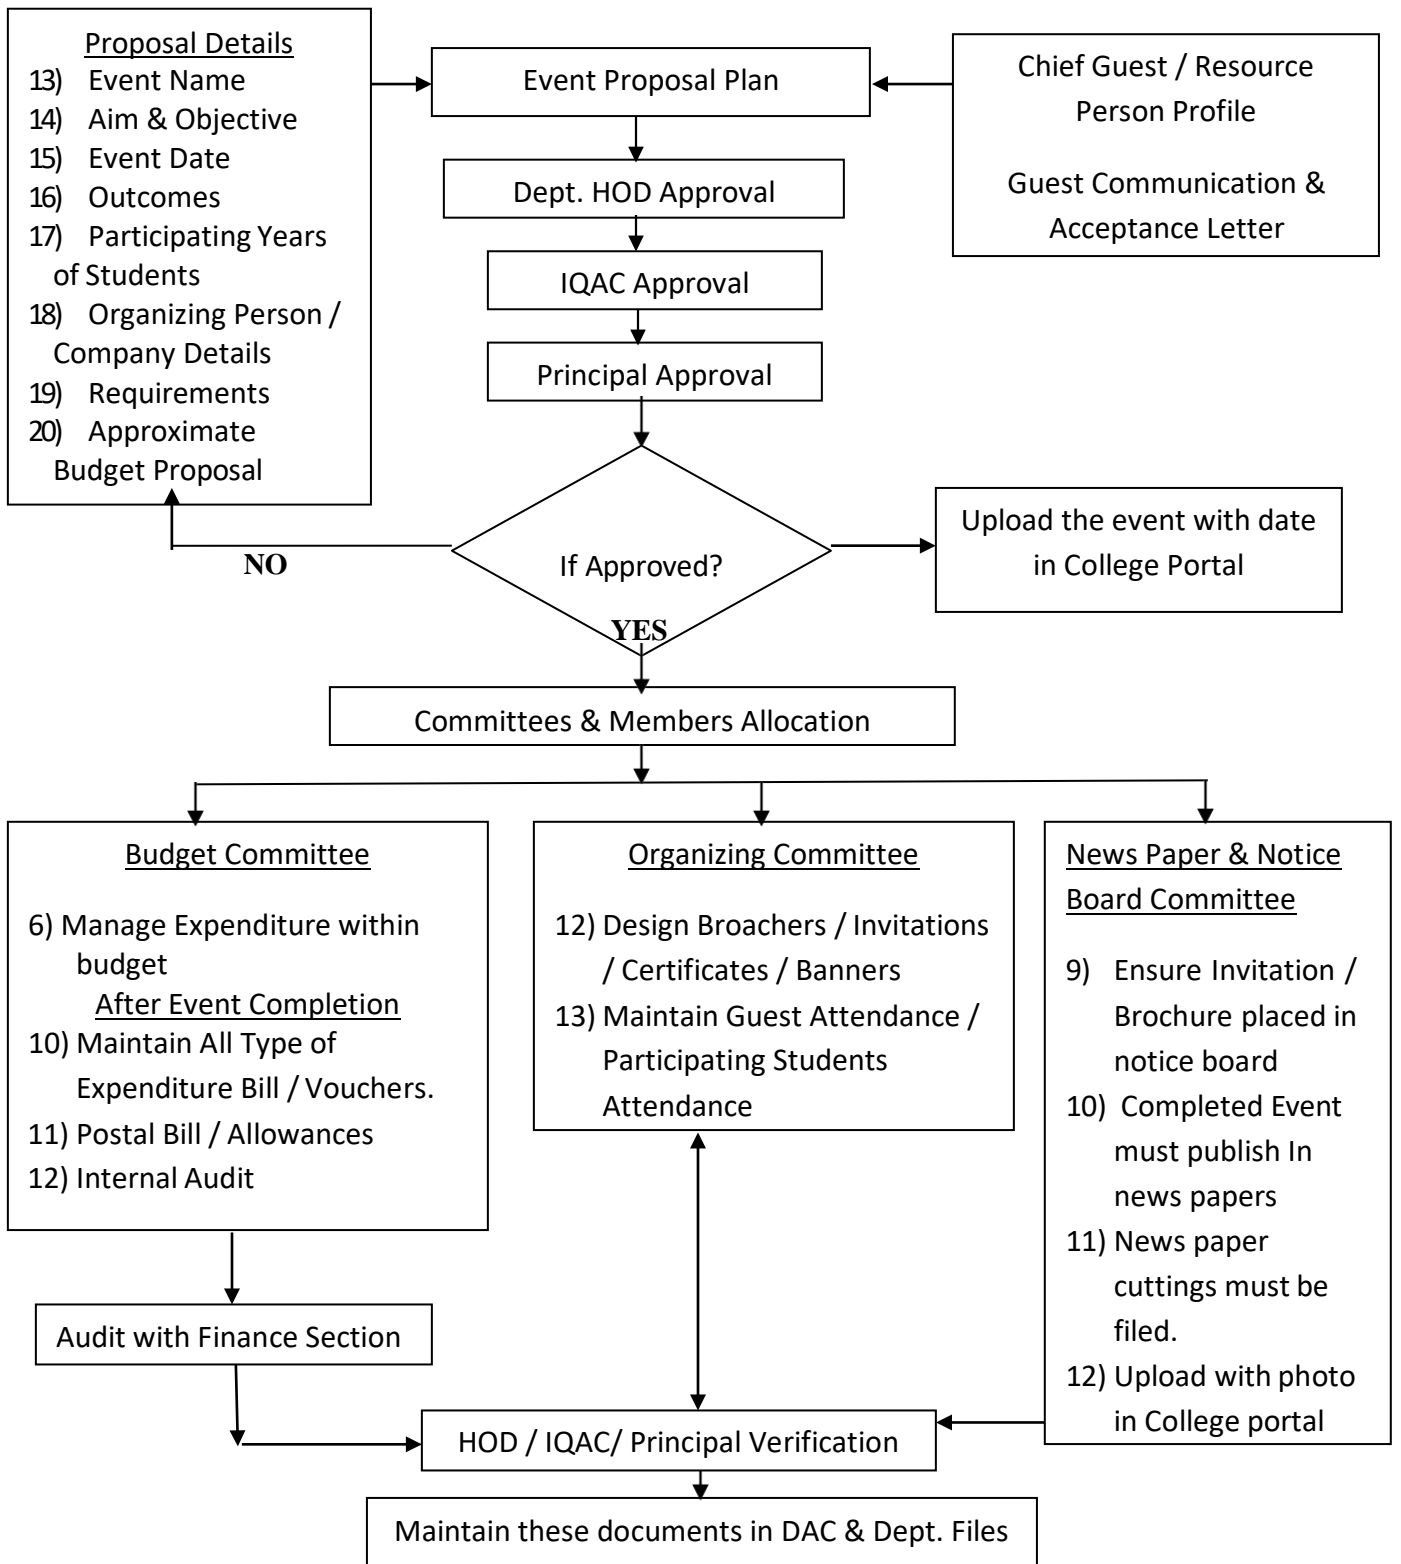 Proposal Details
13) Event Name
14) Aim & Objective
15) Event Date
16) Outcomes
17) Participating Years
of Students
18) Organizing Person /
Company Details
19) Requirements
20) Approximate
Budget Proposal
Event Proposal Plan
Chief Guest / Resource
Person Profile
Guest Communication &
Acceptance Letter
Dept. HOD Approval
IQAC Approval
Principal Approval
If Approved?
NO
YES
Upload the event with date
in College Portal
Committees & Members Allocation
Budget Committee
6) Manage Expenditure within
budget
After Event Completion
10) Maintain All Type of
Expenditure Bill / Vouchers.
11) Postal Bill / Allowances
12) Internal Audit
Organizing Committee
12) Design Broachers / Invitations
/ Certificates / Banners
13) Maintain Guest Attendance /
Participating Students
Attendance
News Paper & Notice
Board Committee
9) Ensure Invitation /
Brochure placed in
notice board
10) Completed Event
must publish In
news papers
11) News paper
cuttings must be
filed.
12) Upload with photo
in College portal
Audit with Finance Section
HOD / IQAC/ Principal Verification
Maintain these documents in DAC & Dept. Files